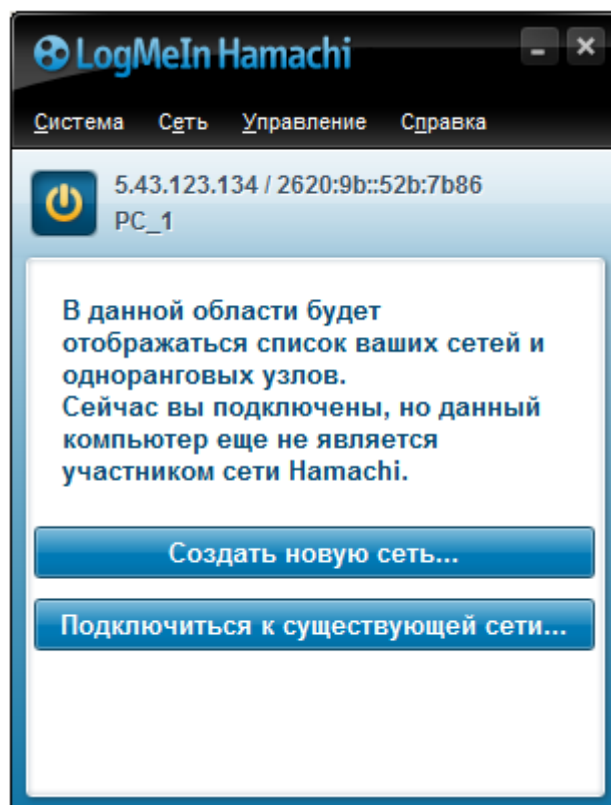 LogMeIn Hamachi
Система Сеть Управление Справка
5.43.123.134 / 2620:9b::52b:7b86
PC_1
В данной области будет
отображаться список ваших сетей и
одноранговых узлов.
Сейчас вы подключены, но данный
компьютер еще не является
участником сети Hamachi.
Создать новую сеть...
Подключиться к существующей сети...